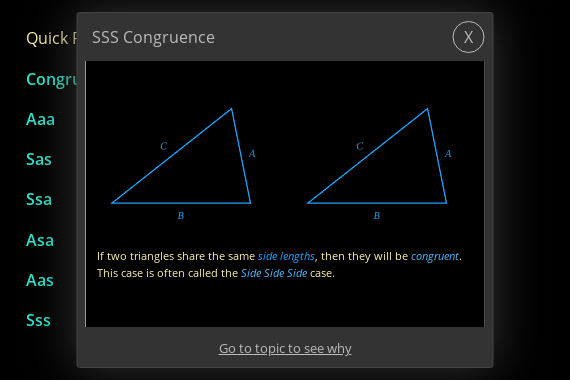 Quick
SSS Congruence
X
Aaa
Sas
Ssa
Asa
Aas
Sss
C
A
B
C
A
B
If two triangles share the same side lengths, then they will be congruent.
This case is often called the Side Side Side case.
Go to topic to see why